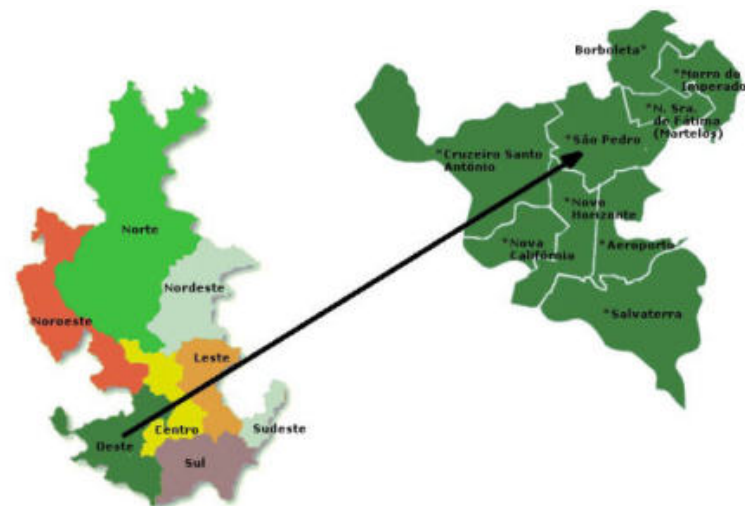 Borboleta*
*Morro do
Imperador
*N. Sra.
de Fátima
(Martelos)
*São Pedro
*Cruzeiro Santo
Antônio
*Novo
Horizonte
*Nova
Califórnia
*Aeroporto
*Salvaterra
Norte
Nordeste
Noroeste
Leste
Centro
Sudeste
Oeste
Sul